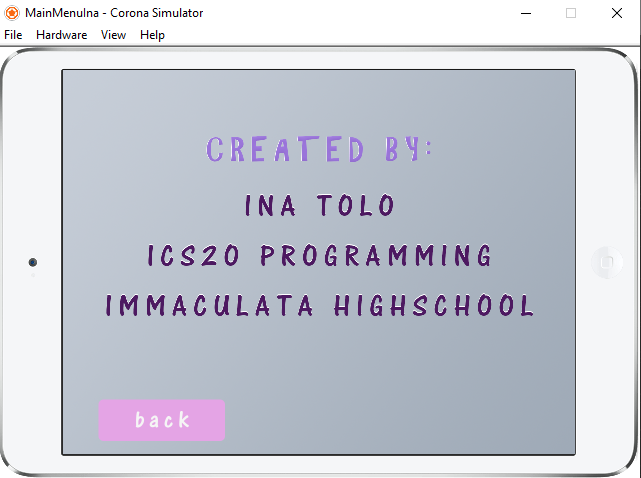 MainMenuIna - Corona Simulator
File Hardware View Help
CREATED BY:
INA TOLO
ICS2O PROGRAMMING
IMMACULATA HIGHSCHOOL
back